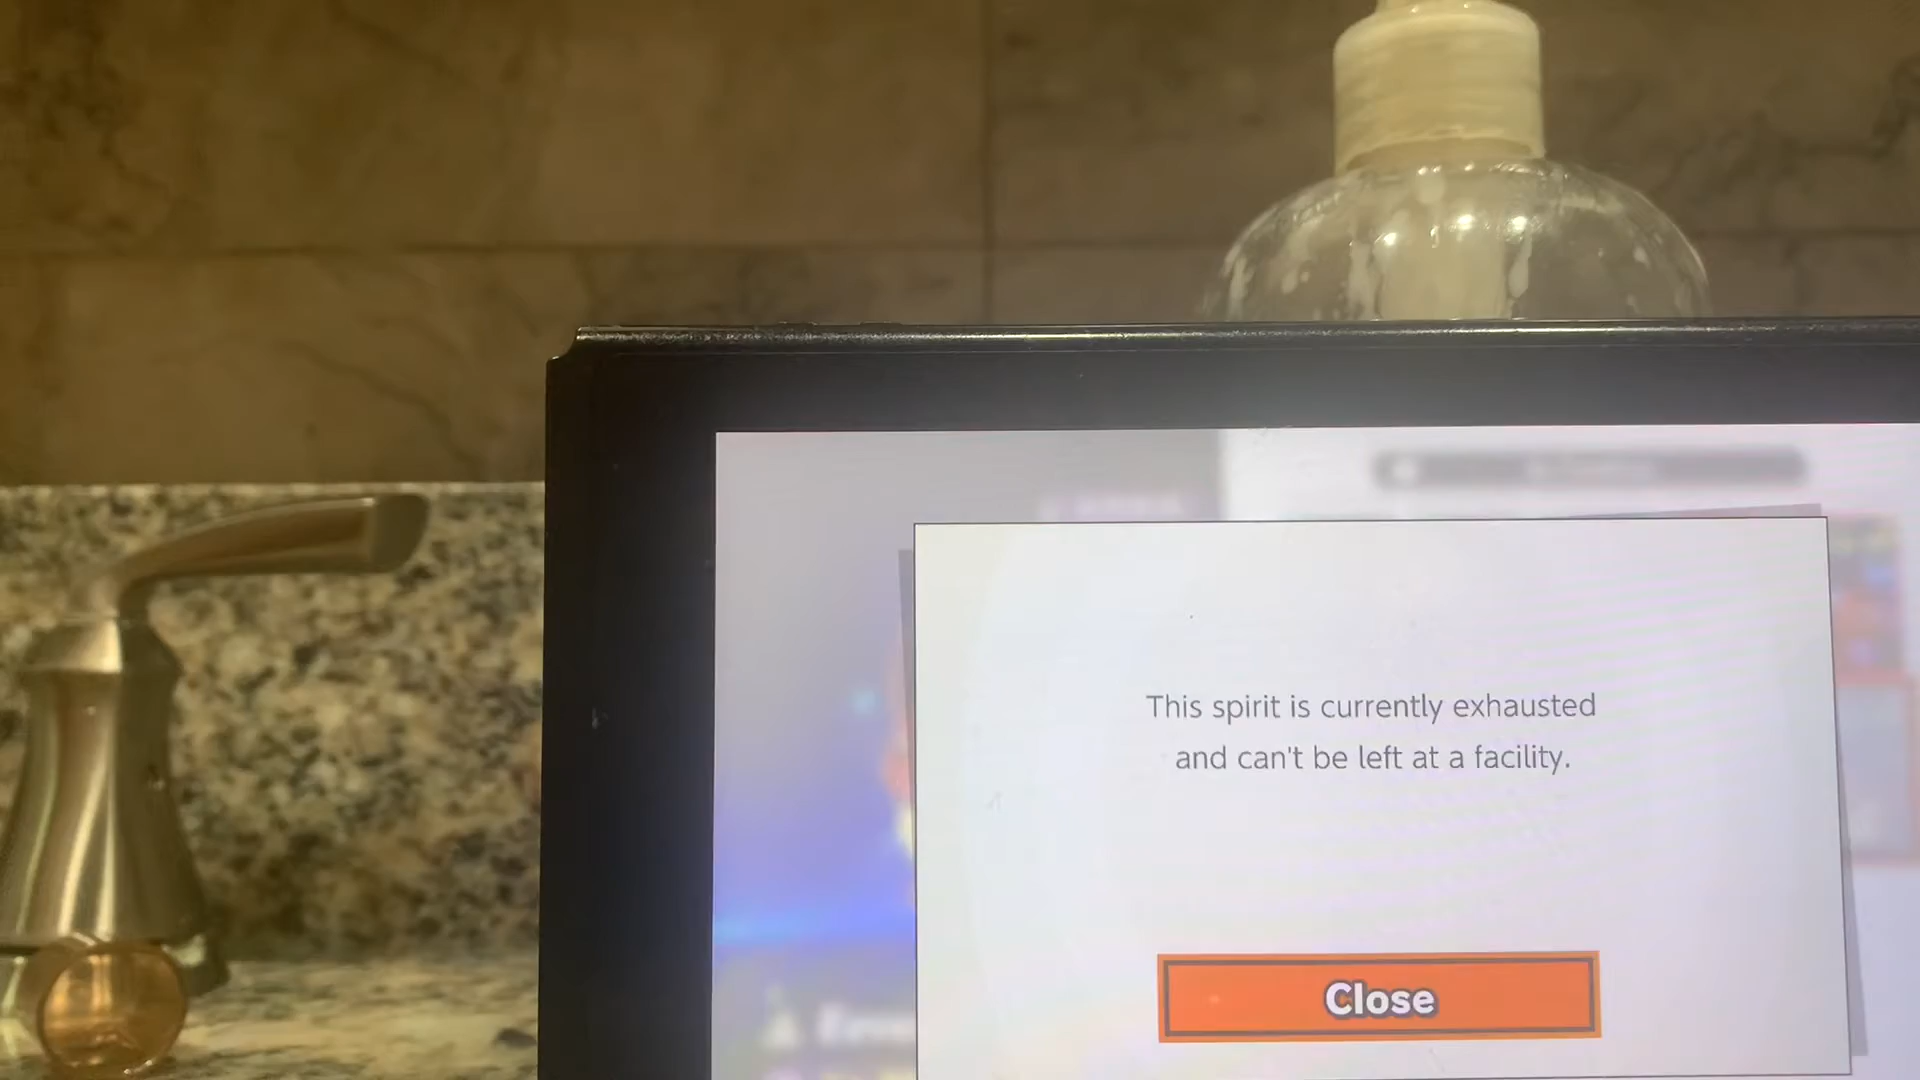 This spirit is currently exhausted
and can't be left at a facility.
Close